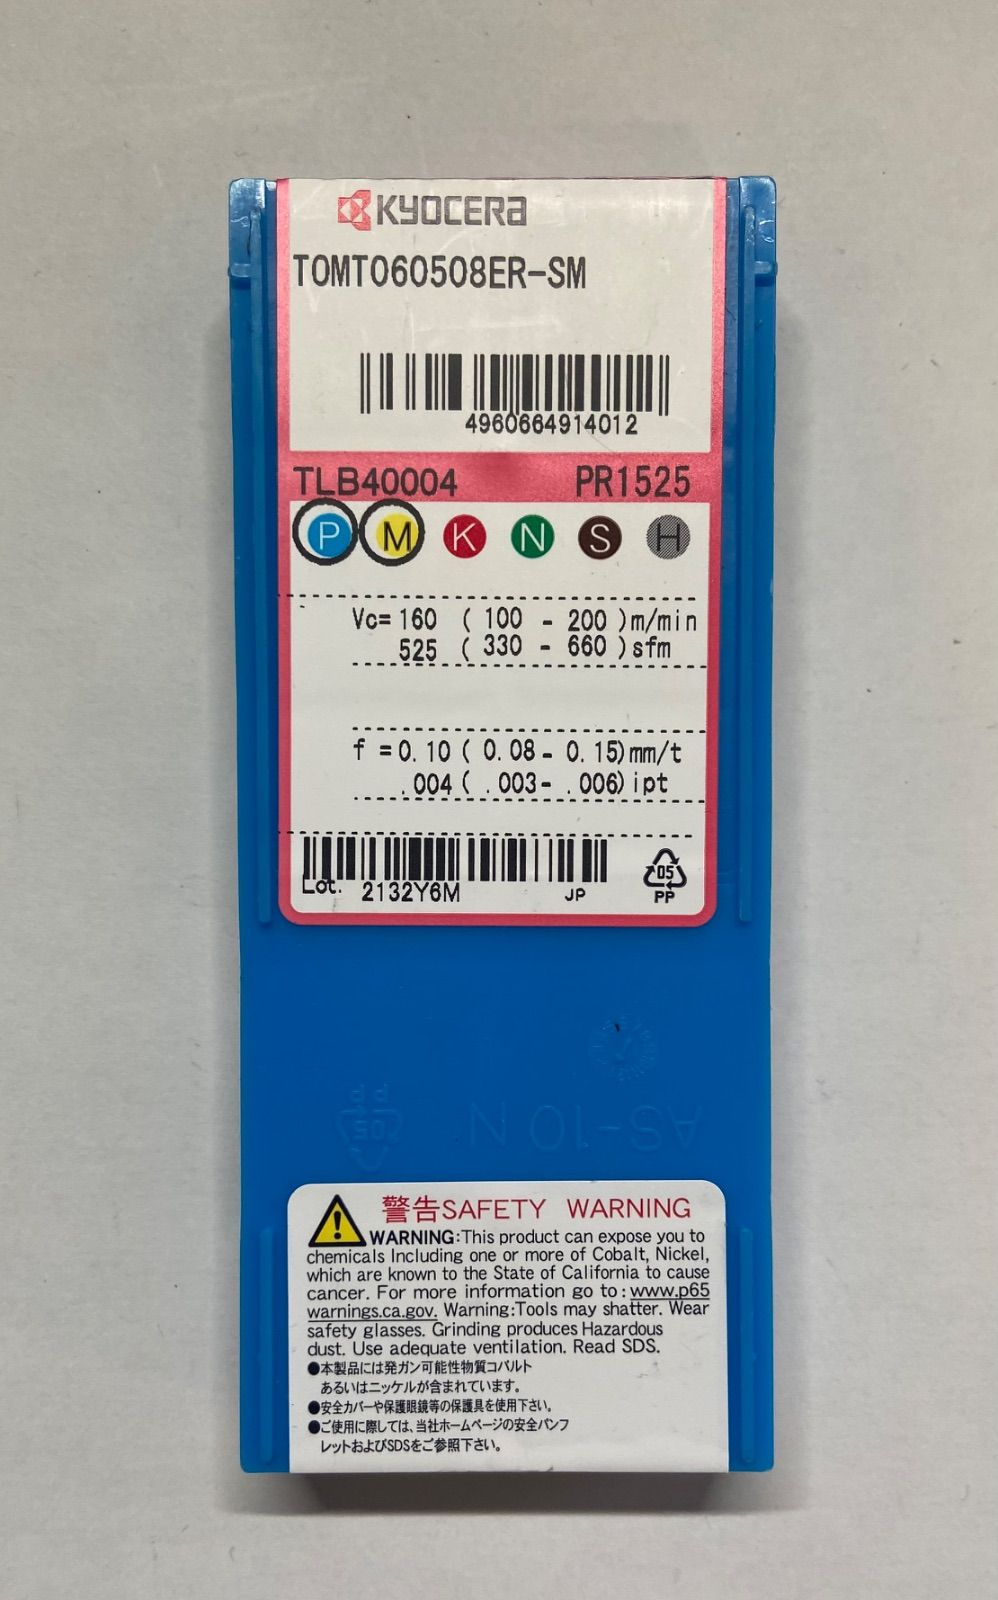 KYOCERA
TOMT060508ER-SM
4960664914012
TLB40004 PR1525
P M K N S H
Vc= 160 ( 100 - 200 )m/min
525 ( 330 - 660 )sfm
f = 0.10 ( 0.08 - 0.15)mm/t
.004 ( .003 - .006) ipt
Lot. 2132Y6M JP
05
PP
PP
05
AS-10 N
警告SAFETY WARNING
WARNING:This product can expose you to
chemicals Including one or more of Cobalt, Nickel,
which are known to the State of California to cause
cancer. For more information go to : www.p65
warnings.ca.gov. Warning:Tools may shatter. Wear
safety glasses. Grinding produces Hazardous
dust. Use adequate ventilation. Read SDS.
●本製品には発ガン可能性物質コバルト
あるいはニッケルが含まれています。
●安全カバーや保護眼鏡等の保護具を使用下さい。
●ご使用に際しては、当社ホームページの安全パンフ
レットおよびSDSをご参照下さい。